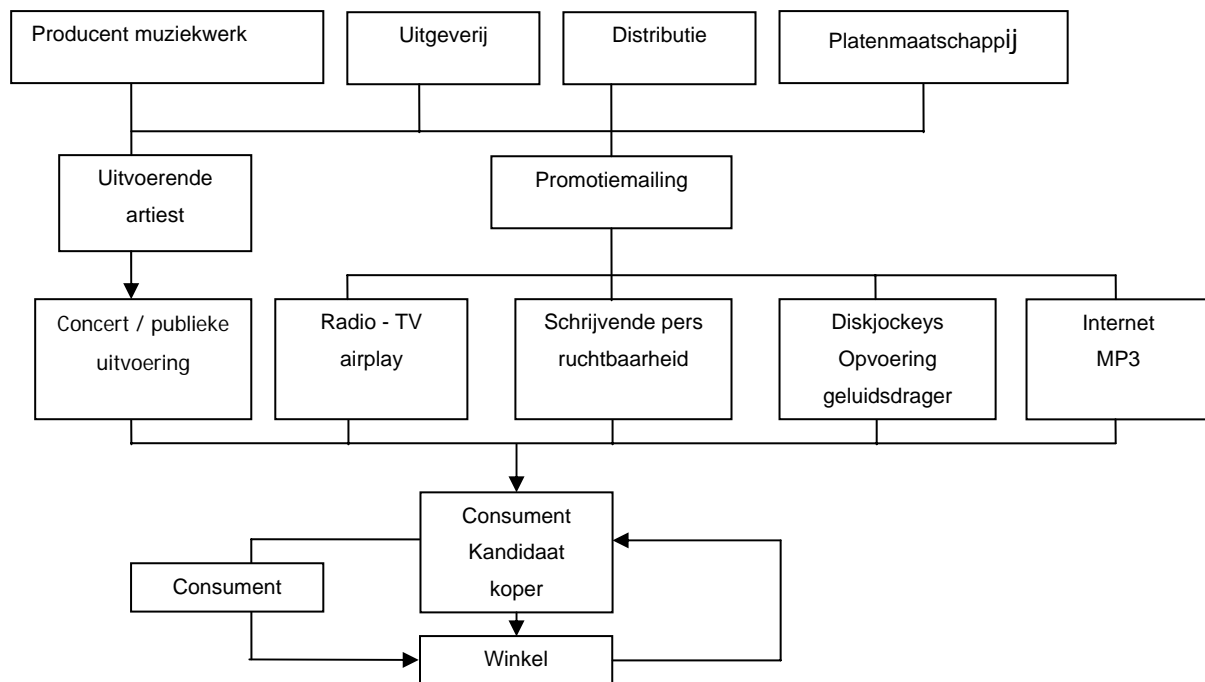 Producent muziekwerk
Uitgeverij
Distributie
Platenmaatschappij
Uitvoerende
artiest
Promotiemailing
Concert / publieke
uitvoering
Radio - TV
airplay
Schrijvende pers
ruchtbaarheid
Diskjockeys
Opvoering
geluidsdrager
Internet
MP3
Consument
Kandidaat
koper
Consument
Winkel